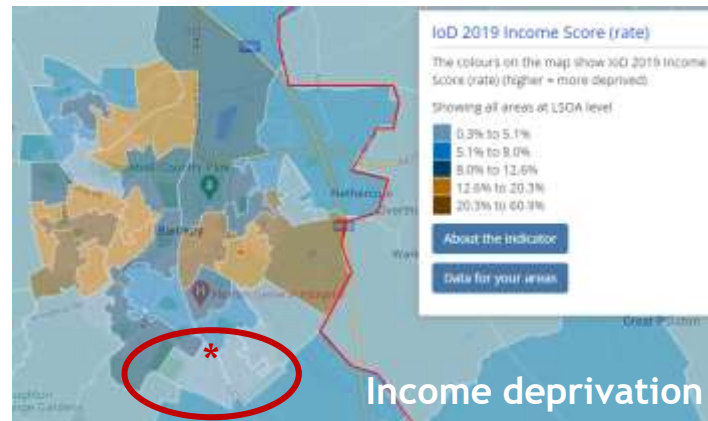 IoD 2019 Income Score (rate)
The colours on the map show IoD 2019 Income
Score (rate) (higher = more deprived)
Showing all areas at LSOA level
0.3% to 5.1%
5.1% to 8.0%
8.0% to 12.6%
12.6% to 20.3%
20.3% to 60.9%
About the indicator
Data for your areas
Country Park
Banbury
*
Income deprivation